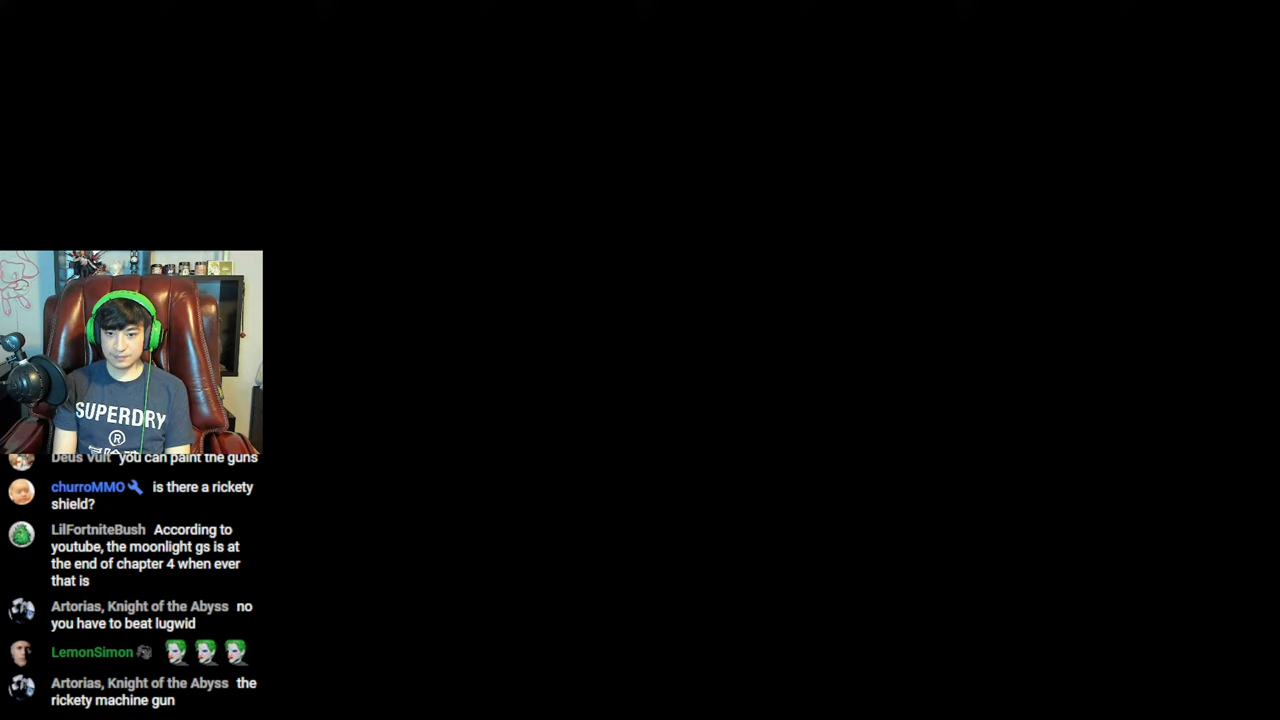 SUPERDRY
®
Deus Vult you can paint the guns
churroMMO is there a rickety
shield?
LilFortniteBush According to
youtube, the moonlight gs is at
the end of chapter 4 when ever
that is
Artorias, Knight of the Abyss no
you have to beat lugwid
LemonSimon
Artorias, Knight of the Abyss the
rickety machine gun